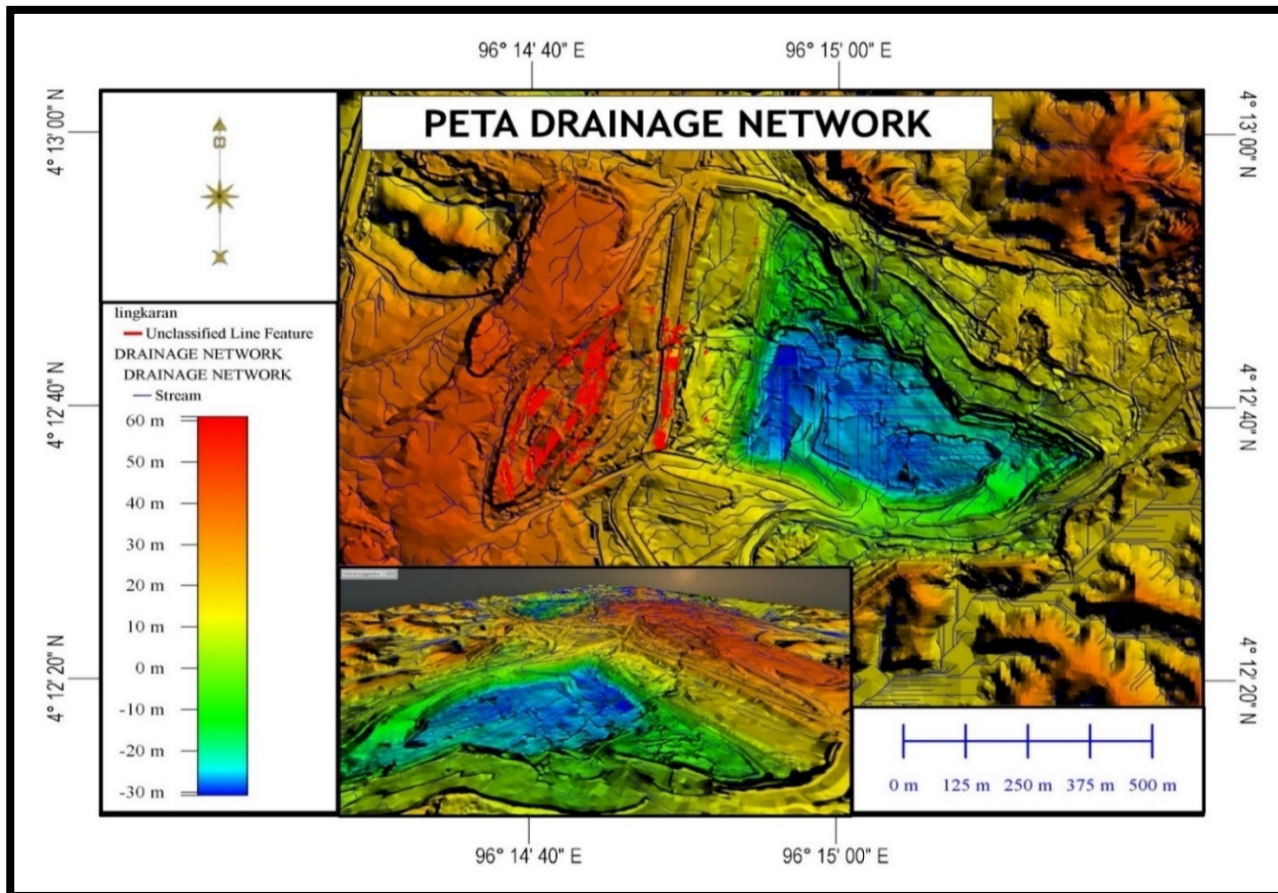 96° 14' 40" E
96° 15' 00" E
4° 13' 00" N
4° 13' 00" N
PETA DRAINAGE NETWORK
lingkaran
Unclassified Line Feature
DRAINAGE NETWORK
DRAINAGE NETWORK
Stream
60 m
50 m
40 m
30 m
20 m
10 m
0 m
-10 m
-20 m
-30 m
4° 12' 40" N
4° 12' 40" N
4° 12' 20" N
4° 12' 20" N
0 m
125 m
250 m
375 m
500 m
96° 14' 40" E
96° 15' 00" E